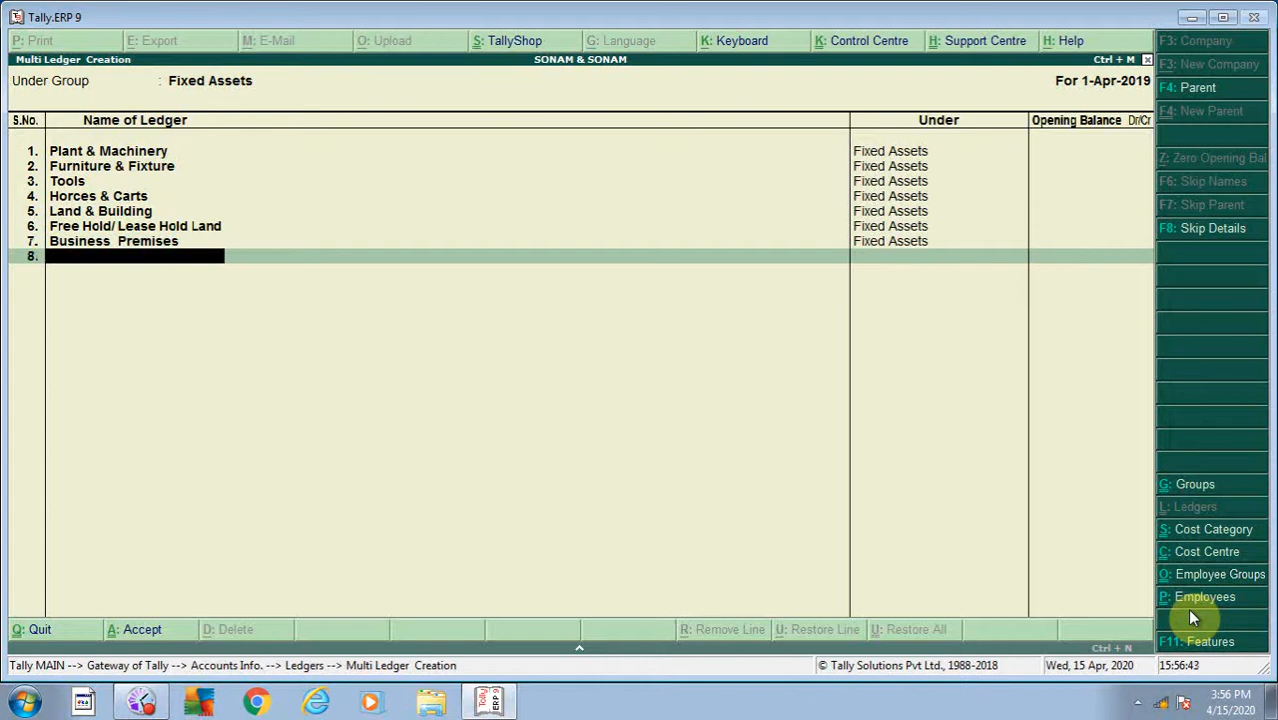 Tally.ERP 9
P: Print E: Export M: E-Mail O: Upload S: TallyShop G: Language K: Keyboard K: Control Centre H: Support Centre H: Help
Multi Ledger Creation SONAM & SONAM Ctrl + M
Under Group : Fixed Assets For 1-Apr-2019
S.No. Name of Ledger Under Opening Balance Dr/Cr
1. Plant & Machinery Fixed Assets
2. Furniture & Fixture Fixed Assets
3. Tools Fixed Assets
4. Horces & Carts Fixed Assets
5. Land & Building Fixed Assets
6. Free Hold/ Lease Hold Land Fixed Assets
7. Business Premises Fixed Assets
8.
F3: Company
F3: New Company
F4: Parent
F4: New Parent
Z: Zero Opening Bal
F6: Skip Names
F7: Skip Parent
F8: Skip Details
G: Groups
L: Ledgers
S: Cost Category
C: Cost Centre
O: Employee Groups
P: Employees
F11: Features
Q: Quit A: Accept D: Delete R: Remove Line U: Restore Line U: Restore All
Ctrl + N
Tally MAIN --> Gateway of Tally --> Accounts Info. --> Ledgers --> Multi Ledger Creation © Tally Solutions Pvt Ltd., 1988-2018 Wed, 15 Apr, 2020 15:56:43
3:56 PM
4/15/2020